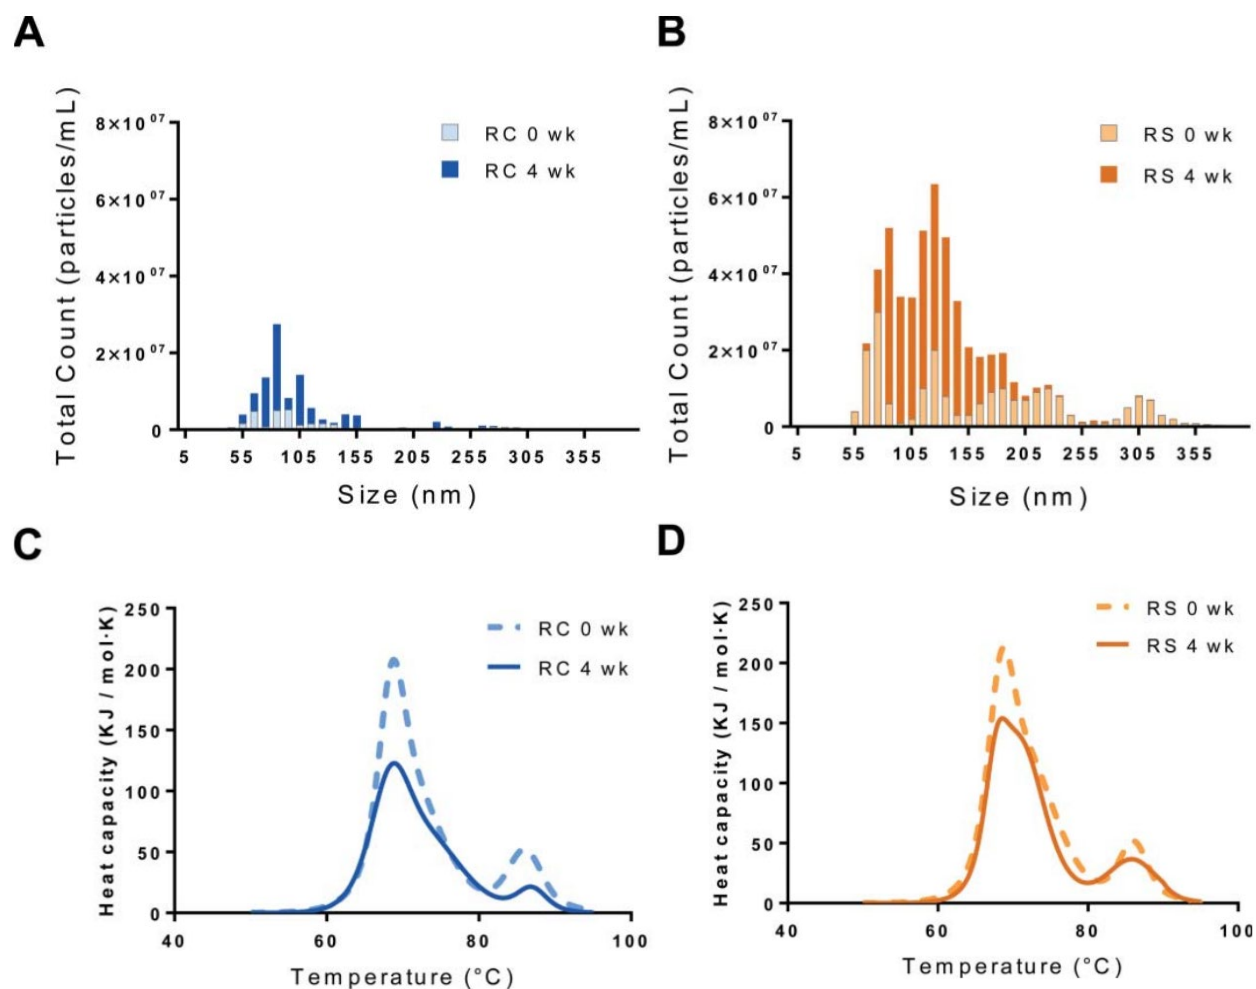 A
B
Total Count (particles/mL)
8×10⁰⁷
6×10⁰⁷
4×10⁰⁷
2×10⁰⁷
0
RC 0 wk
RC 4 wk
5 55 105 155 205 255 305 355
Size (nm)
Total Count (particles/mL)
8×10⁰⁷
6×10⁰⁷
4×10⁰⁷
2×10⁰⁷
0
RS 0 wk
RS 4 wk
5 55 105 155 205 255 305 355
Size (nm)
C
D
Heat capacity (KJ / mol·K)
250
200
150
100
50
0
RC 0 wk
RC 4 wk
40 60 80 100
Temperature (°C)
Heat capacity (KJ / mol·K)
250
200
150
100
50
0
RS 0 wk
RS 4 wk
40 60 80 100
Temperature (°C)